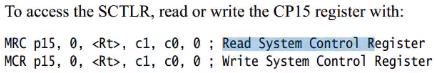 To access the SCTLR, read or write the CP15 register with:
MRC p15, 0, <Rt>, c1, c0, 0 ; Read System Control Register
MCR p15, 0, <Rt>, c1, c0, 0 ; Write System Control Register